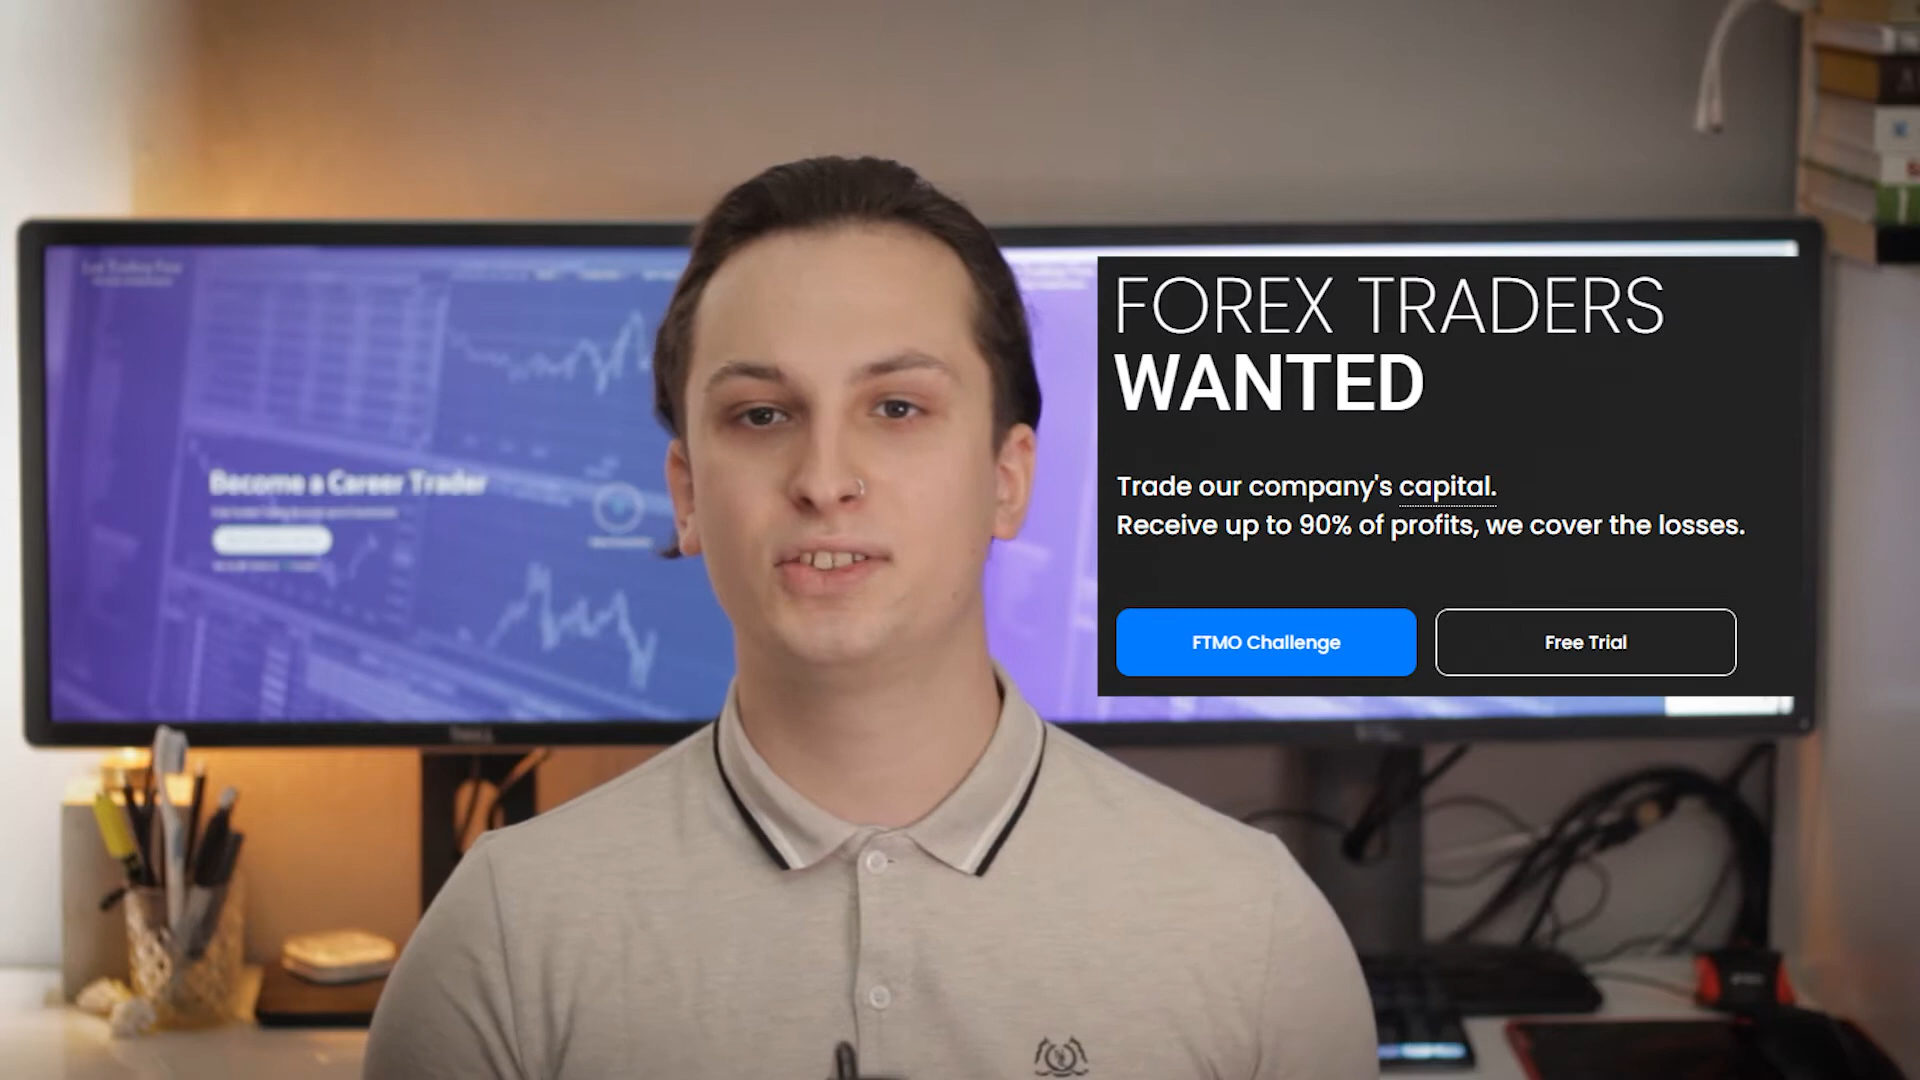 Become a Career Trader
FOREX TRADERS
WANTED
Trade our company's capital.
Receive up to 90% of profits, we cover the losses.
FTMO Challenge
Free Trial